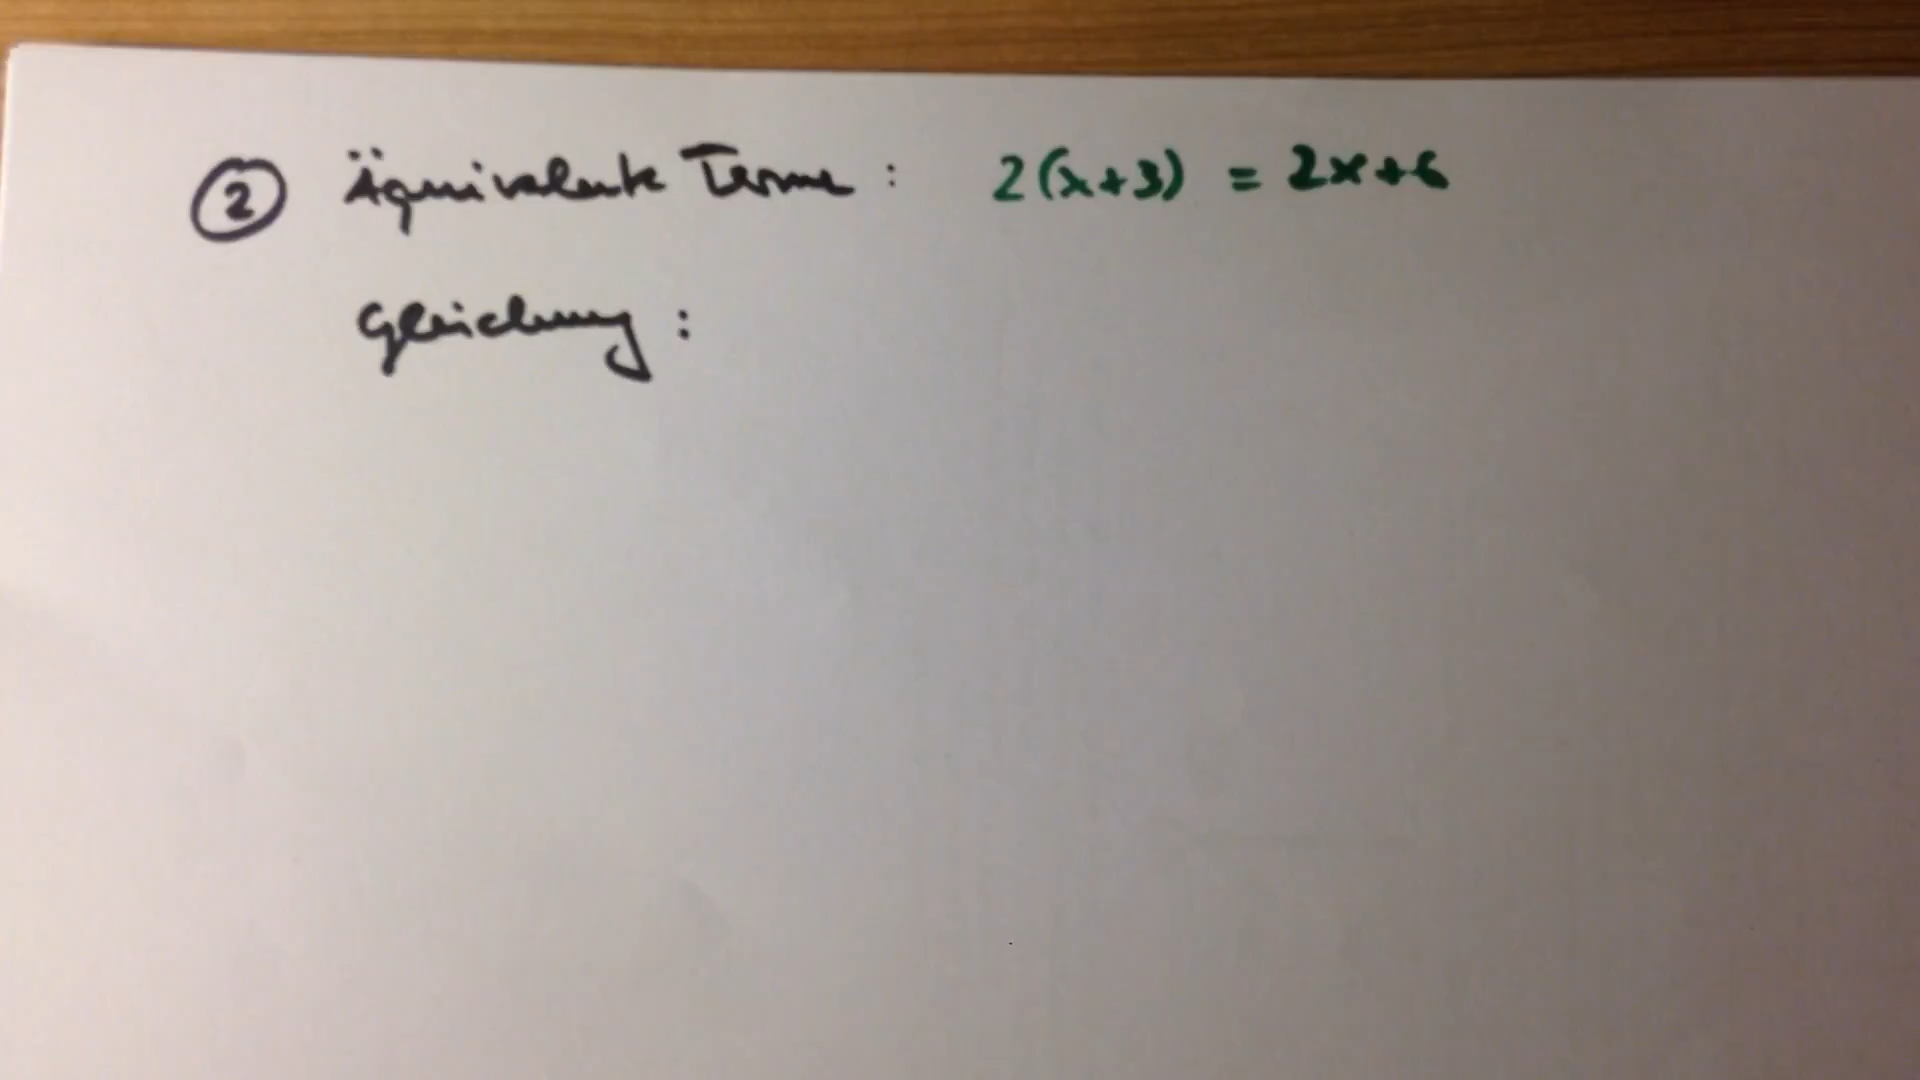 ② Äquivalente Terme : 2(x+3) = 2x+6
Gleichung :